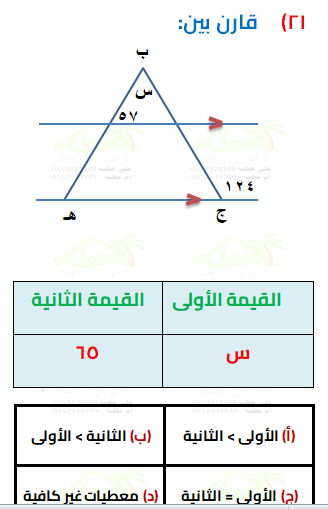 ٢١) قارن بين:
ب
س
٥٧
١٢٤
هـ
ج
القيمة الأولى
القيمة الثانية
س
٦٥
(أ) الأولى > الثانية
(ب) الثانية > الأولى
(ج) الأولى = الثانية
(د) معطيات غير كافية